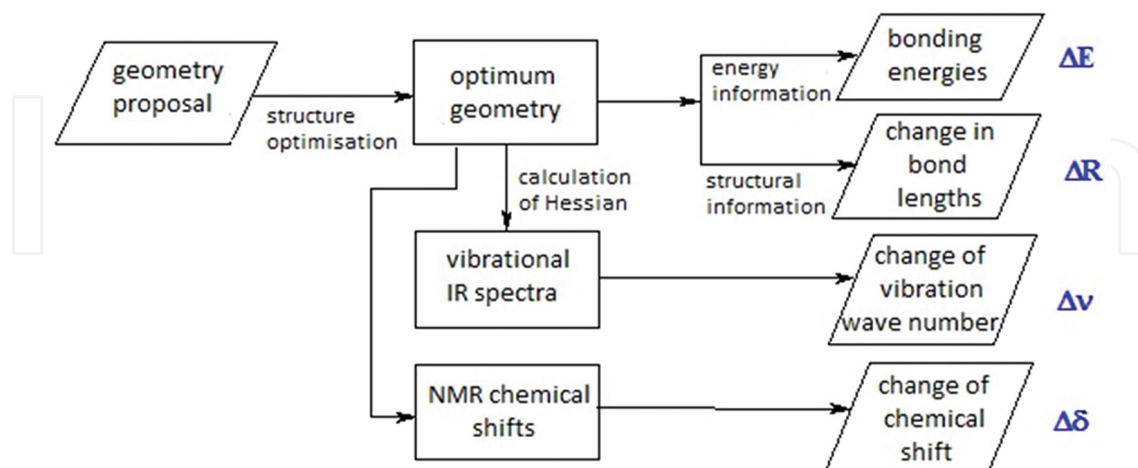 geometry
proposal
structure
optimisation
optimum
geometry
energy
information
bonding
energies
ΔE
structural
information
change in
bond
lengths
ΔR
calculation
of Hessian
vibrational
IR spectra
change of
vibration
wave number
Δν
NMR chemical
shifts
change of
chemical
shift
Δδ